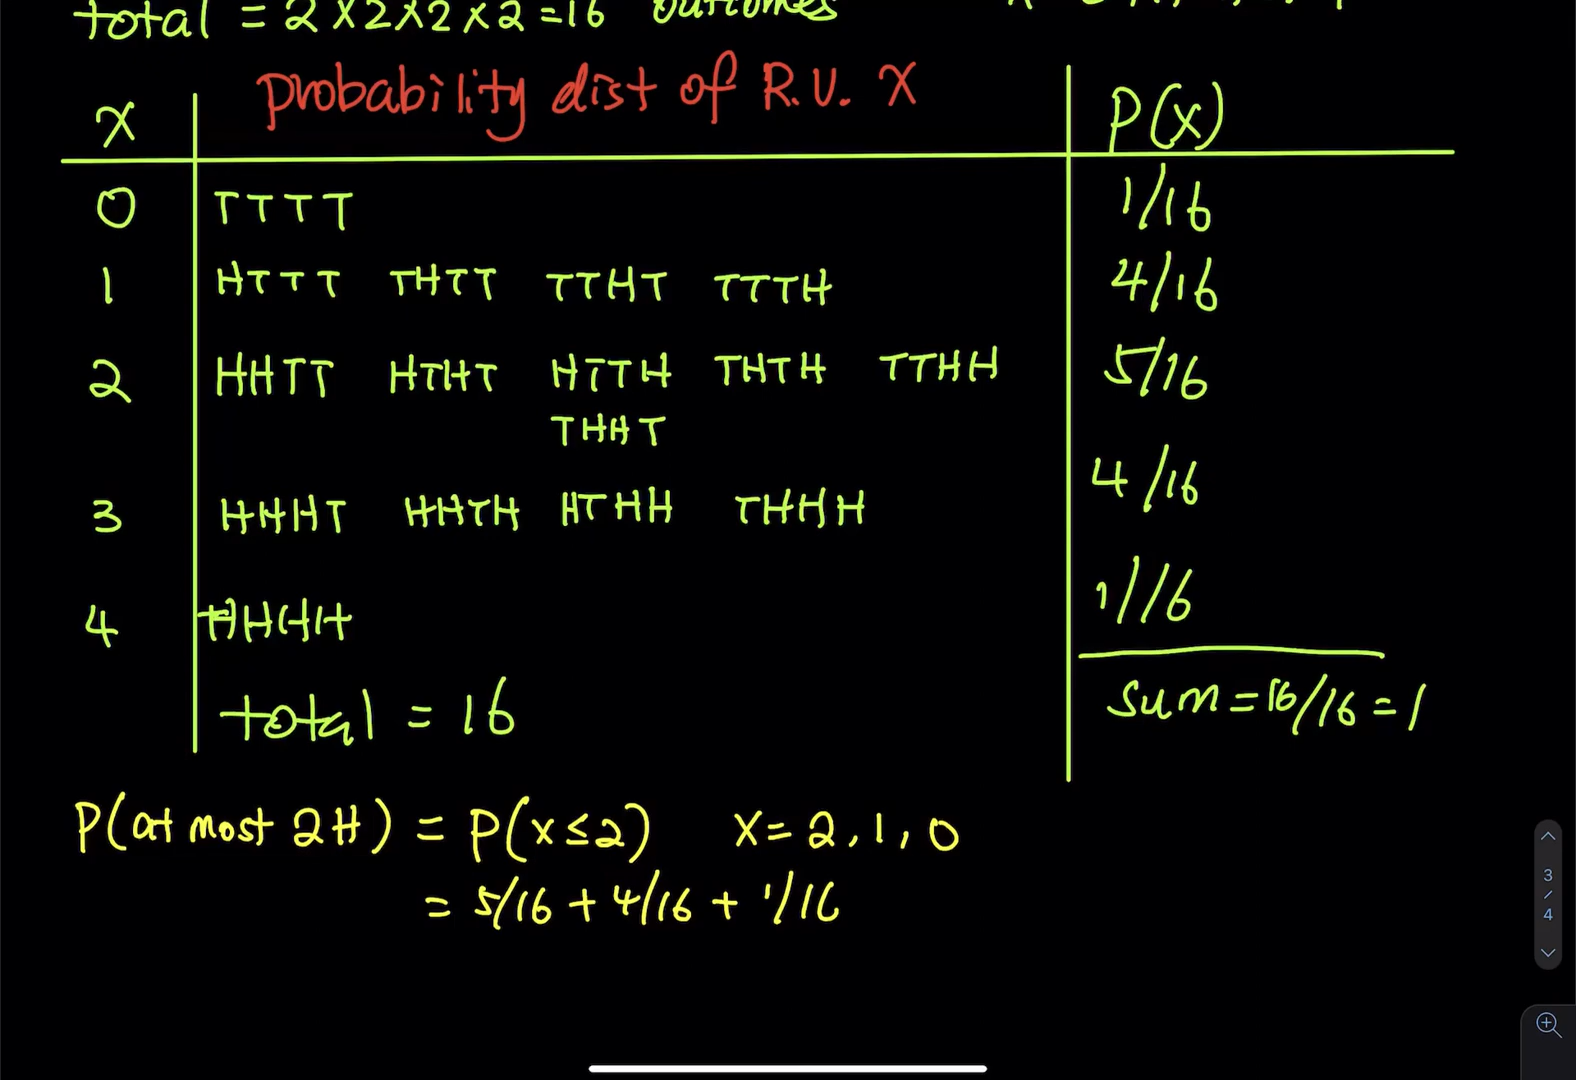 total = 2 x 2 x 2 x 2 = 16 outcomes
probability dist of R.V. X
X P(x)
0 TTTT 1/16
1 HTTT THTT TTHT TTTH 4/16
2 HHTT HTHT HTTH THTH TTHH 5/16
THHT
3 HHHT HHTH HTHH THHH 4/16
4 HHHH 1/16
total = 16 sum = 16/16 = 1
P(at most 2H) = P(x ≤ 2) X = 2, 1, 0
= 5/16 + 4/16 + 1/16
3
/
4